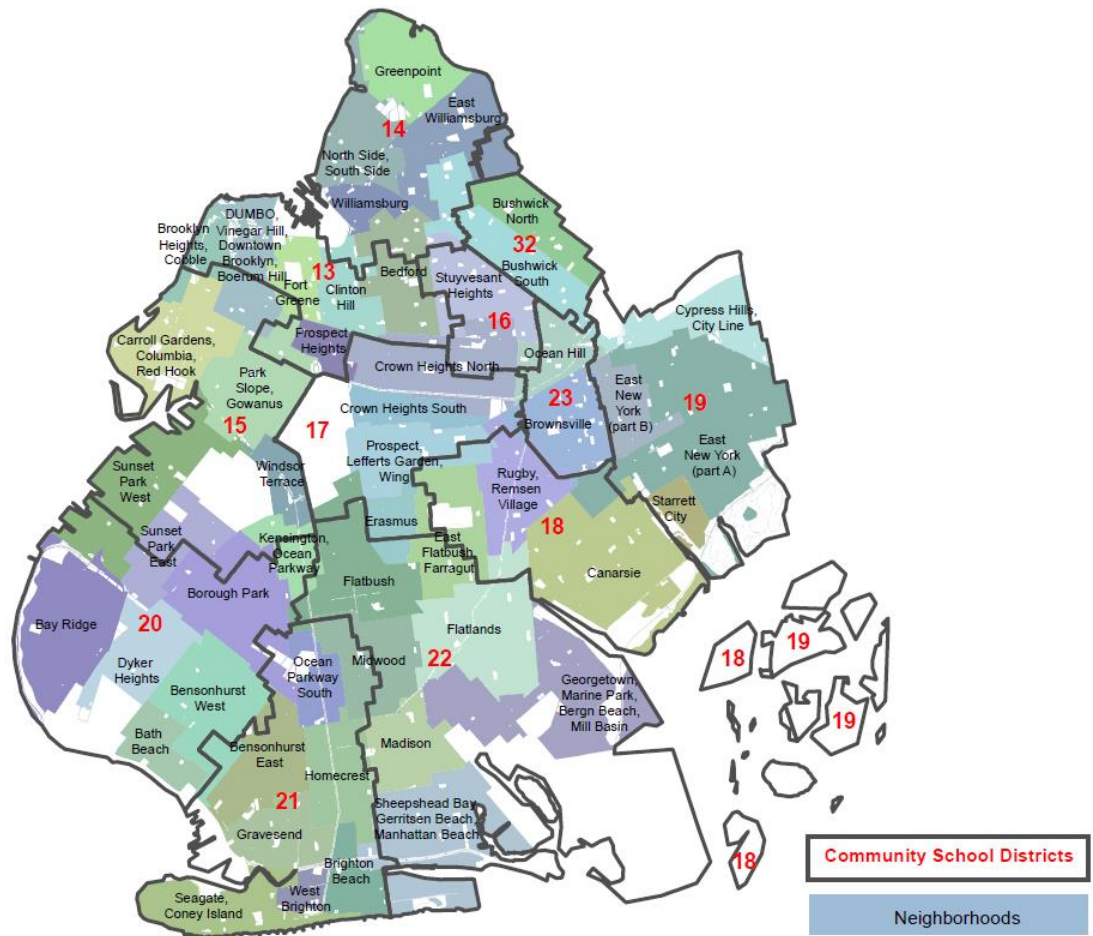 Greenpoint
East
Williamsburg
14
North Side,
South Side
Williamsburg
Bushwick
North
32
Bushwick
South
DUMBO,
Vinegar Hill,
Downtown
Brooklyn,
Boerum Hill
Brooklyn
Heights,
Cobble
13
Fort
Greene
Clinton
Hill
Bedford
Stuyvesant
Heights
16
Cypress Hills,
City Line
Carroll Gardens,
Columbia,
Red Hook
Prospect
Heights
Crown Heights North
Ocean Hill
Park
Slope,
Gowanus
15
17
Crown Heights South
23
Brownsville
East
New
York
(part B)
19
East
New York
(part A)
Sunset
Park
West
Windsor
Terrace
Prospect,
Lefferts Garden,
Wing
Rugby,
Remsen
Village
Starrett
City
18
Sunset
Park
East
Kensington,
Ocean
Parkway
Erasmus
East
Flatbush,
Farragut
Canarsie
Flatbush
Borough Park
Bay Ridge
20
Dyker
Heights
Ocean
Parkway
South
Midwood
Flatlands
22
18
19
19
18
Bensonhurst
West
Georgetown,
Marine Park,
Bergn Beach,
Mill Basin
Bath
Beach
Bensonhurst
East
Madison
Homecrest
21
Gravesend
Sheepshead Bay,
Gerritsen Beach,
Manhattan Beach
Brighton
Beach
West
Brighton
Seagate,
Coney Island
Community School Districts
Neighborhoods